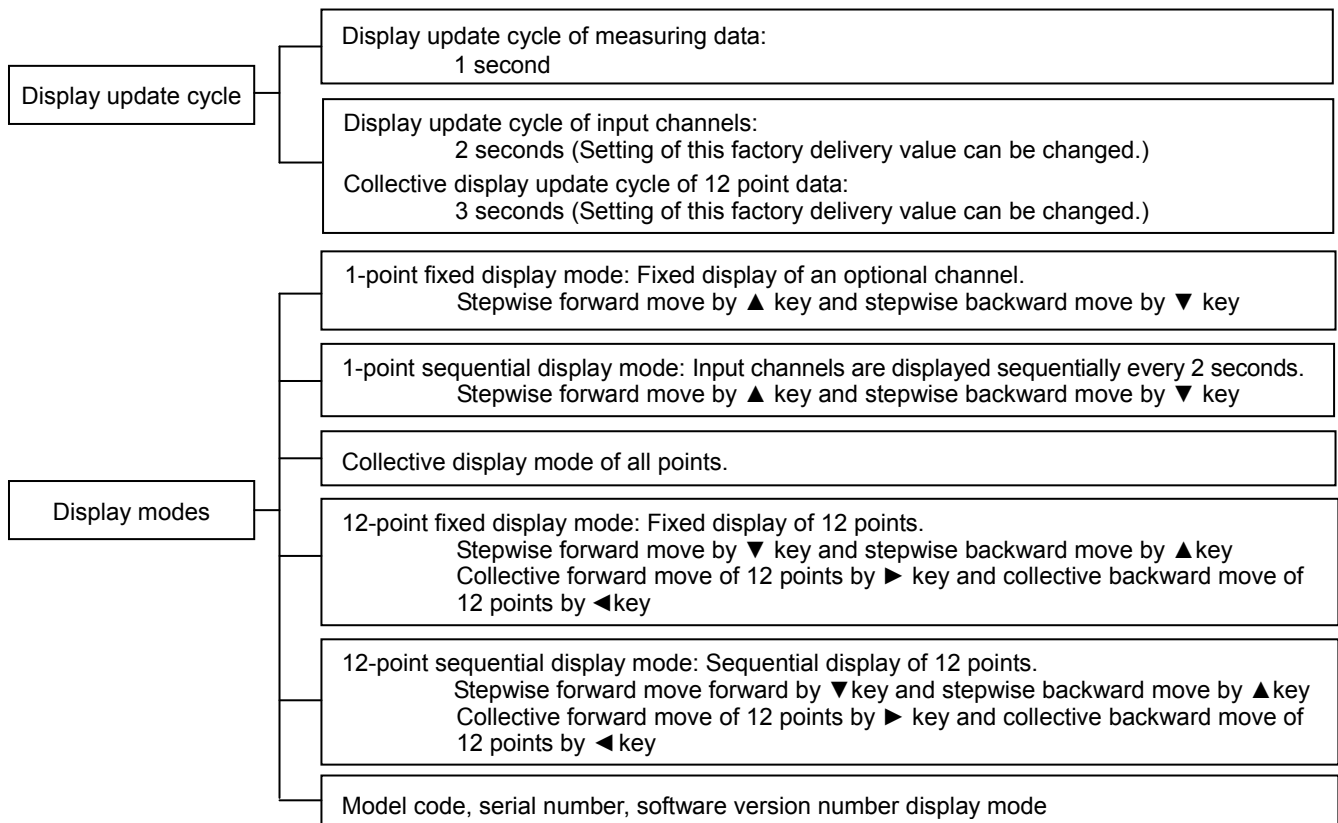 Display update cycle
Display update cycle of measuring data:
1 second
Display update cycle of input channels:
2 seconds (Setting of this factory delivery value can be changed.)
Collective display update cycle of 12 point data:
3 seconds (Setting of this factory delivery value can be changed.)
Display modes
1-point fixed display mode: Fixed display of an optional channel.
Stepwise forward move by ▲ key and stepwise backward move by ▼ key
1-point sequential display mode: Input channels are displayed sequentially every 2 seconds.
Stepwise forward move by ▲ key and stepwise backward move by ▼ key
Collective display mode of all points.
12-point fixed display mode: Fixed display of 12 points.
Stepwise forward move by ▼ key and stepwise backward move by ▲key
Collective forward move of 12 points by ► key and collective backward move of
12 points by ◄key
12-point sequential display mode: Sequential display of 12 points.
Stepwise forward move forward by ▼key and stepwise backward move by ▲key
Collective forward move of 12 points by ► key and collective backward move of
12 points by ◄ key
Model code, serial number, software version number display mode